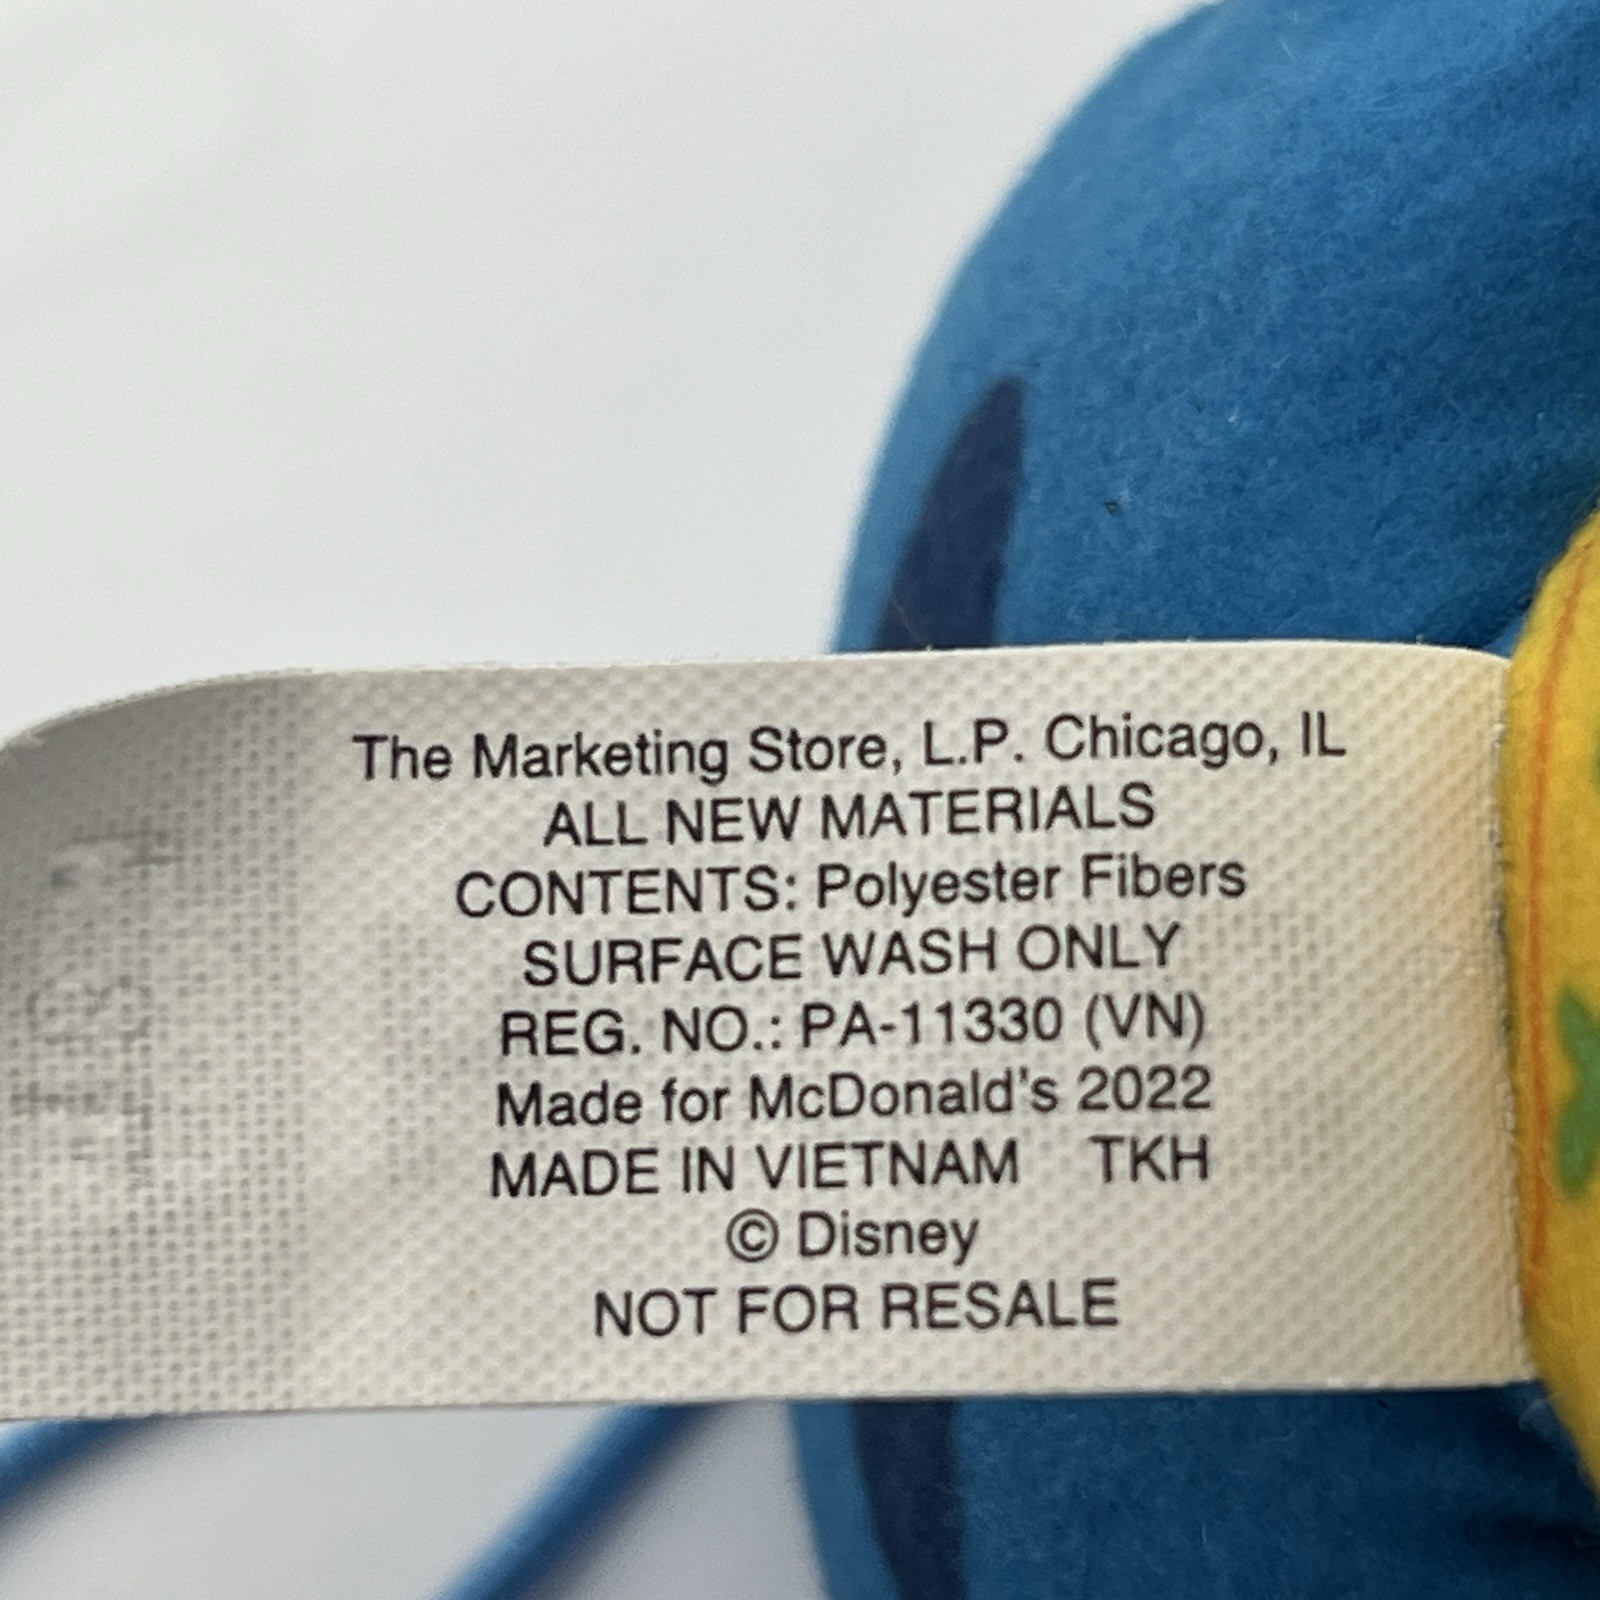 The Marketing Store, L.P. Chicago, IL
ALL NEW MATERIALS
CONTENTS: Polyester Fibers
SURFACE WASH ONLY
REG. NO.: PA-11330 (VN)
Made for McDonald's 2022
MADE IN VIETNAM TKH
© Disney
NOT FOR RESALE